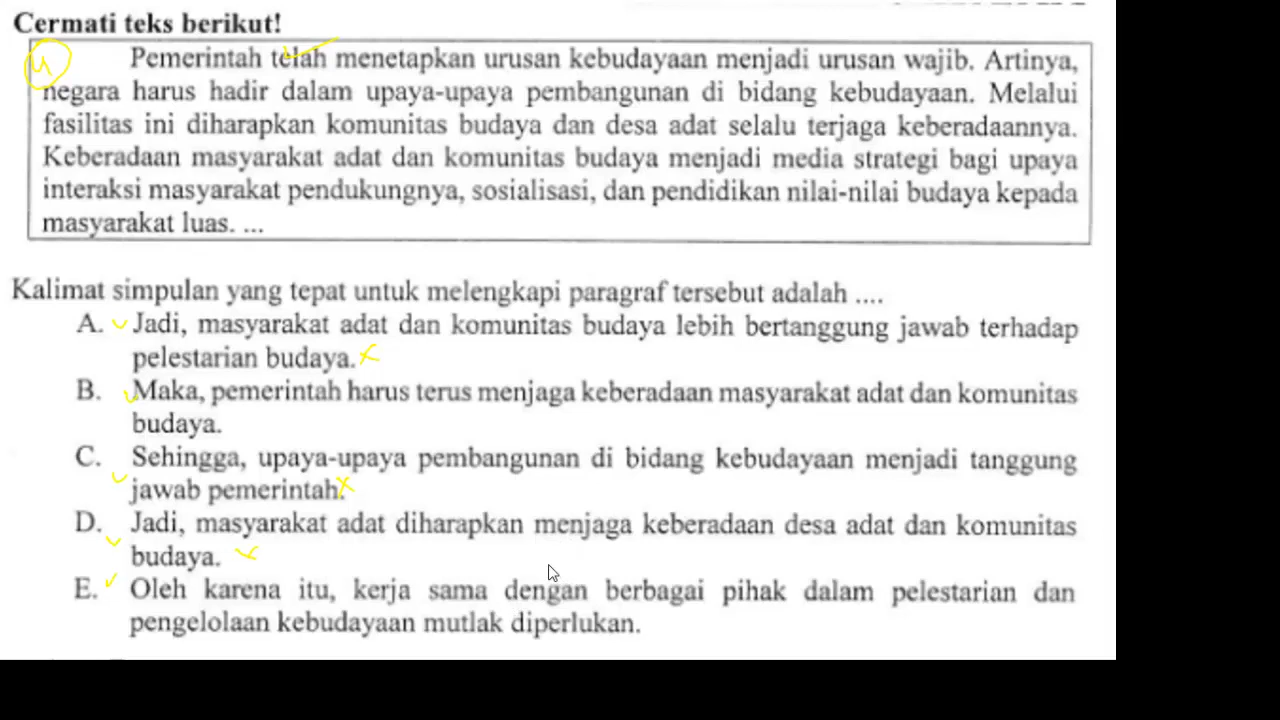 Cermati teks berikut!
Pemerintah telah menetapkan urusan kebudayaan menjadi urusan wajib. Artinya,
negara harus hadir dalam upaya-upaya pembangunan di bidang kebudayaan. Melalui
fasilitas ini diharapkan komunitas budaya dan desa adat selalu terjaga keberadaannya.
Keberadaan masyarakat adat dan komunitas budaya menjadi media strategi bagi upaya
interaksi masyarakat pendukungnya, sosialisasi, dan pendidikan nilai-nilai budaya kepada
masyarakat luas. ...
Kalimat simpulan yang tepat untuk melengkapi paragraf tersebut adalah ....
A. Jadi, masyarakat adat dan komunitas budaya lebih bertanggung jawab terhadap
pelestarian budaya.
B. Maka, pemerintah harus terus menjaga keberadaan masyarakat adat dan komunitas
budaya.
C. Sehingga, upaya-upaya pembangunan di bidang kebudayaan menjadi tanggung
jawab pemerintah.
D. Jadi, masyarakat adat diharapkan menjaga keberadaan desa adat dan komunitas
budaya.
E. Oleh karena itu, kerja sama dengan berbagai pihak dalam pelestarian dan
pengelolaan kebudayaan mutlak diperlukan.